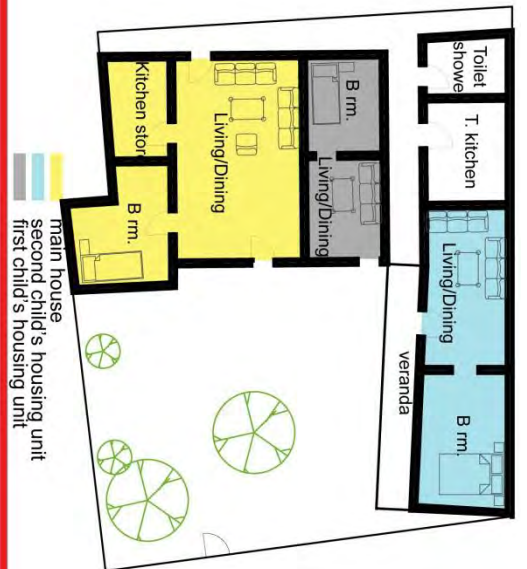 Toilet
showe
T. kitchen
Living/Dining
B rm.
veranda
B rm.
Living/Dining
Living/Dining
Kitchen stor
B rm.
main house
second child's housing unit
first child's housing unit